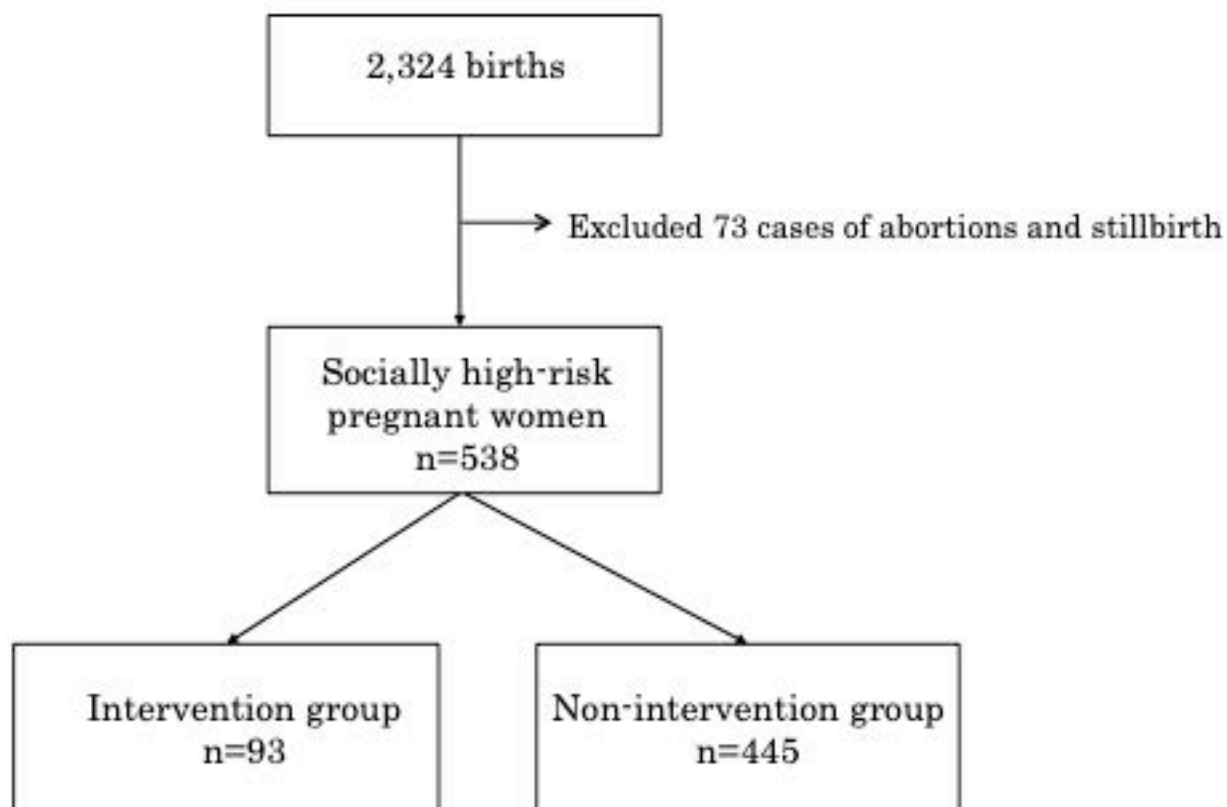 2,324 births
Excluded 73 cases of abortions and stillbirth
Socially high-risk
pregnant women
n=538
Intervention group
n=93
Non-intervention group
n=445